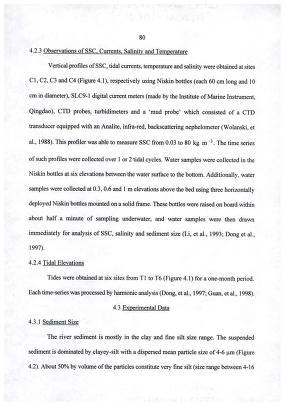 80
4.2.3 Observations of SSC, Currents, Salinity and Temperature
Vertical profiles of SSC, tidal currents, temperature and salinity were obtained at sites
C1, C2, C3 and C4 (Figure 4.1), respectively using Niskin bottles (each 60 cm long and 10
cm in diameter), SLC9-1 digital current meters (made by the Institute of Marine Instrument,
Qingdao), CTD probes, turbidimeters and a 'mud probe' which consisted of a CTD
transducer equipped with an Analite, infra-red, backscattering nephelometer (Wolanski, et
al., 1988). This profiler was able to measure SSC from 0.03 to 80 kg m -3. The time series
of such profiles were collected over 1 or 2 tidal cycles. Water samples were collected in the
Niskin bottles at six elevations between the water surface to the bottom. Additionally, water
samples were collected at 0.3, 0.6 and 1 m elevations above the bed using three horizontally
deployed Niskin bottles mounted on a solid frame. These bottles were raised on board within
about half a minute of sampling underwater, and water samples were then drawn
immediately for analysis of SSC, salinity and sediment size (Li, et al., 1993; Dong et al.,
1997).
4.2.4 Tidal Elevations
Tides were obtained at six sites from T1 to T6 (Figure 4.1) for a one-month period.
Each time-series was processed by harmonic analysis (Dong, et al., 1997; Guan, et al., 1998).
4.3 Experimental Data
4.3.1 Sediment Size
The river sediment is mostly in the clay and fine silt size range. The suspended
sediment is dominated by clayey-silt with a dispersed mean particle size of 4-6 μm (Figure
4.2). About 50% by volume of the particles constitute very fine silt (size range between 4-16